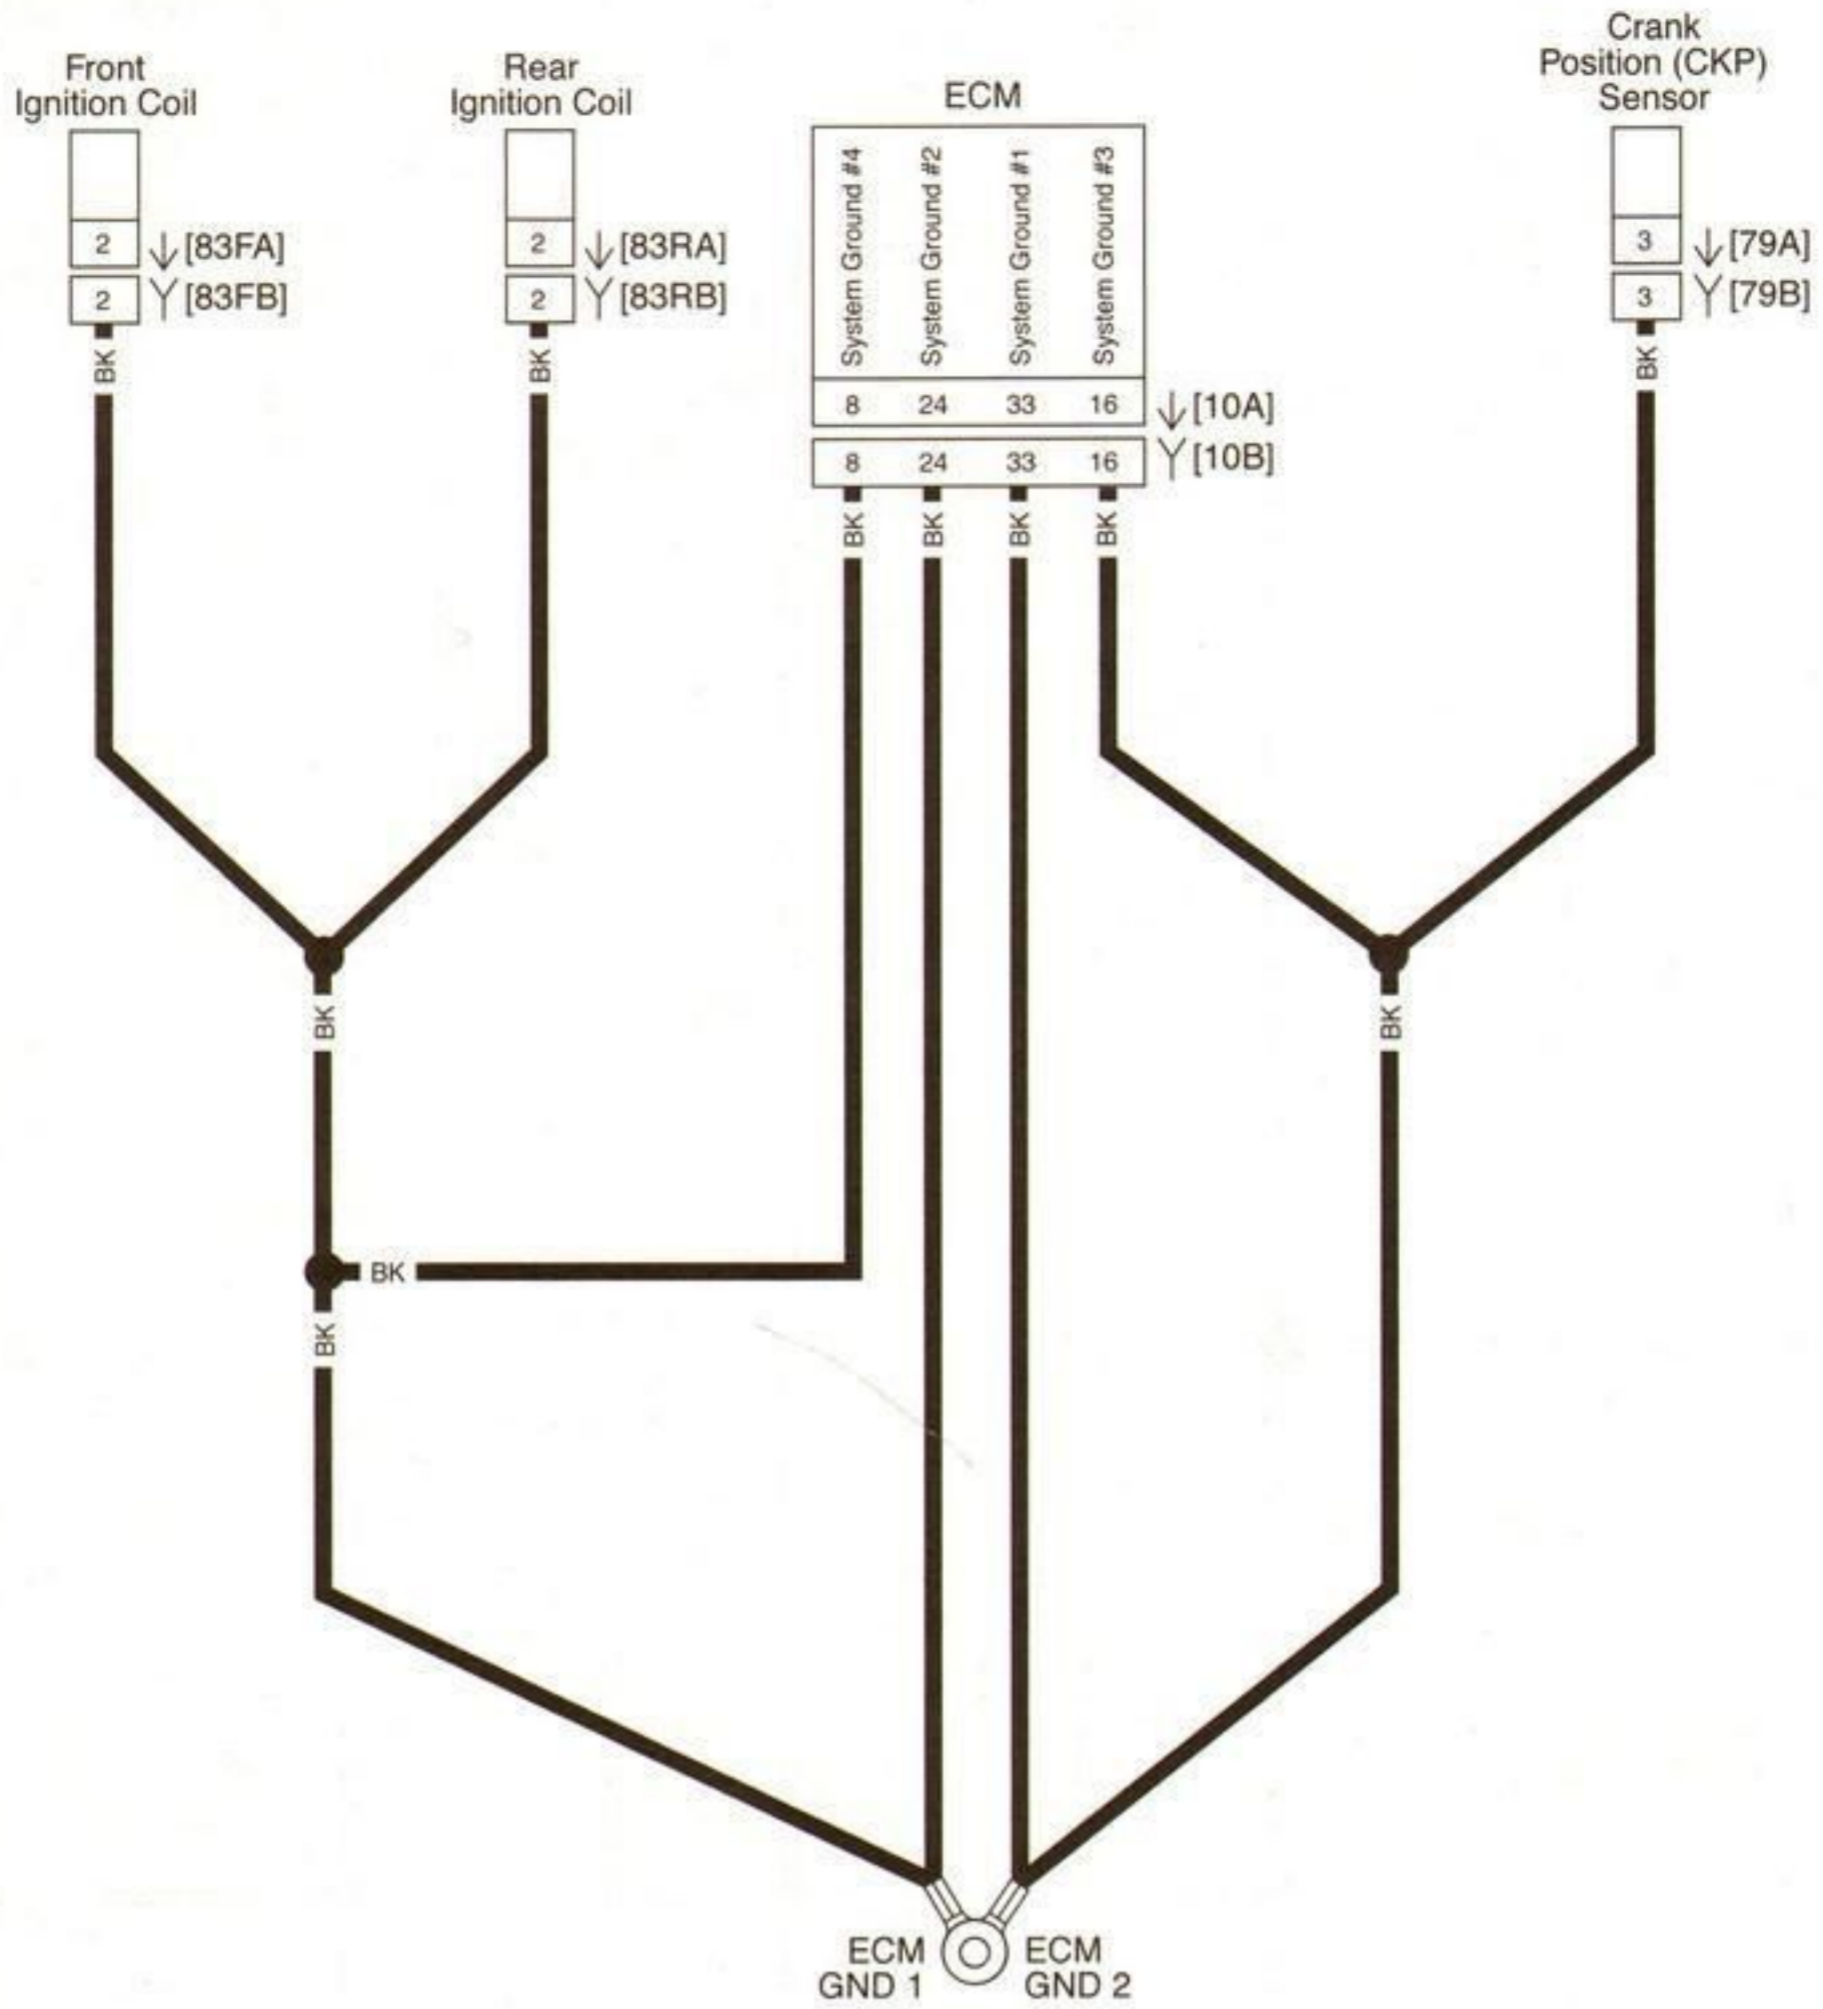 Front
Ignition Coil
2
[83FA]
2
[83FB]
BK
Rear
Ignition Coil
2
[83RA]
2
[83RB]
BK
ECM
System Ground #4
System Ground #2
System Ground #1
System Ground #3
8 24 33 16
[10A]
8 24 33 16
[10B]
BK
BK
BK
BK
Crank
Position (CKP)
Sensor
3
[79A]
3
[79B]
BK
BK
BK
BK
BK
ECM
GND 1
ECM
GND 2